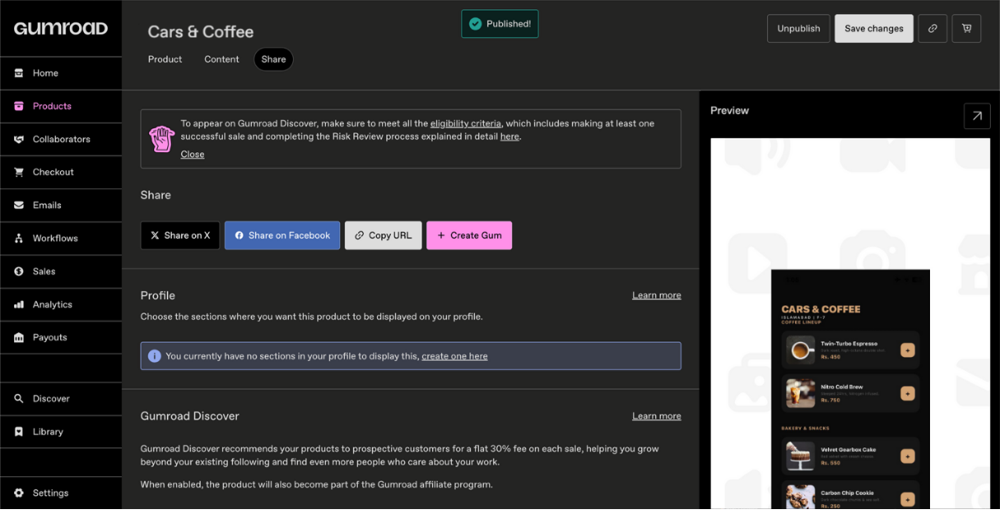 GUMROAD
Cars & Coffee
Published!
Unpublish
Save changes
Product
Content
Share
Home
Products
Collaborators
Checkout
Emails
Workflows
Sales
Analytics
Payouts
Discover
Library
Settings
To appear on Gumroad Discover, make sure to meet all the eligibility criteria, which includes making at least one
successful sale and completing the Risk Review process explained in detail here.
Close
Share
Share on X
Share on Facebook
Copy URL
Create Gum
Profile
Learn more
Choose the sections where you want this product to be displayed on your profile.
You currently have no sections in your profile to display this, create one here
Gumroad Discover
Learn more
Gumroad Discover recommends your products to prospective customers for a flat 30% fee on each sale, helping you grow
beyond your existing following and find even more people who care about your work.
When enabled, the product will also become part of the Gumroad affiliate program.
Preview
CARS & COFFEE
ISLAMABAD | F-7
COFFEE LINEUP
Twin-Turbo Espresso
Rs. 450
Nitro Cold Brew
Rs. 750
BAKERY & SNACKS
Velvet Gearbox Cake
Rs. 550
Carbon Chip Cookie
Rs. 250